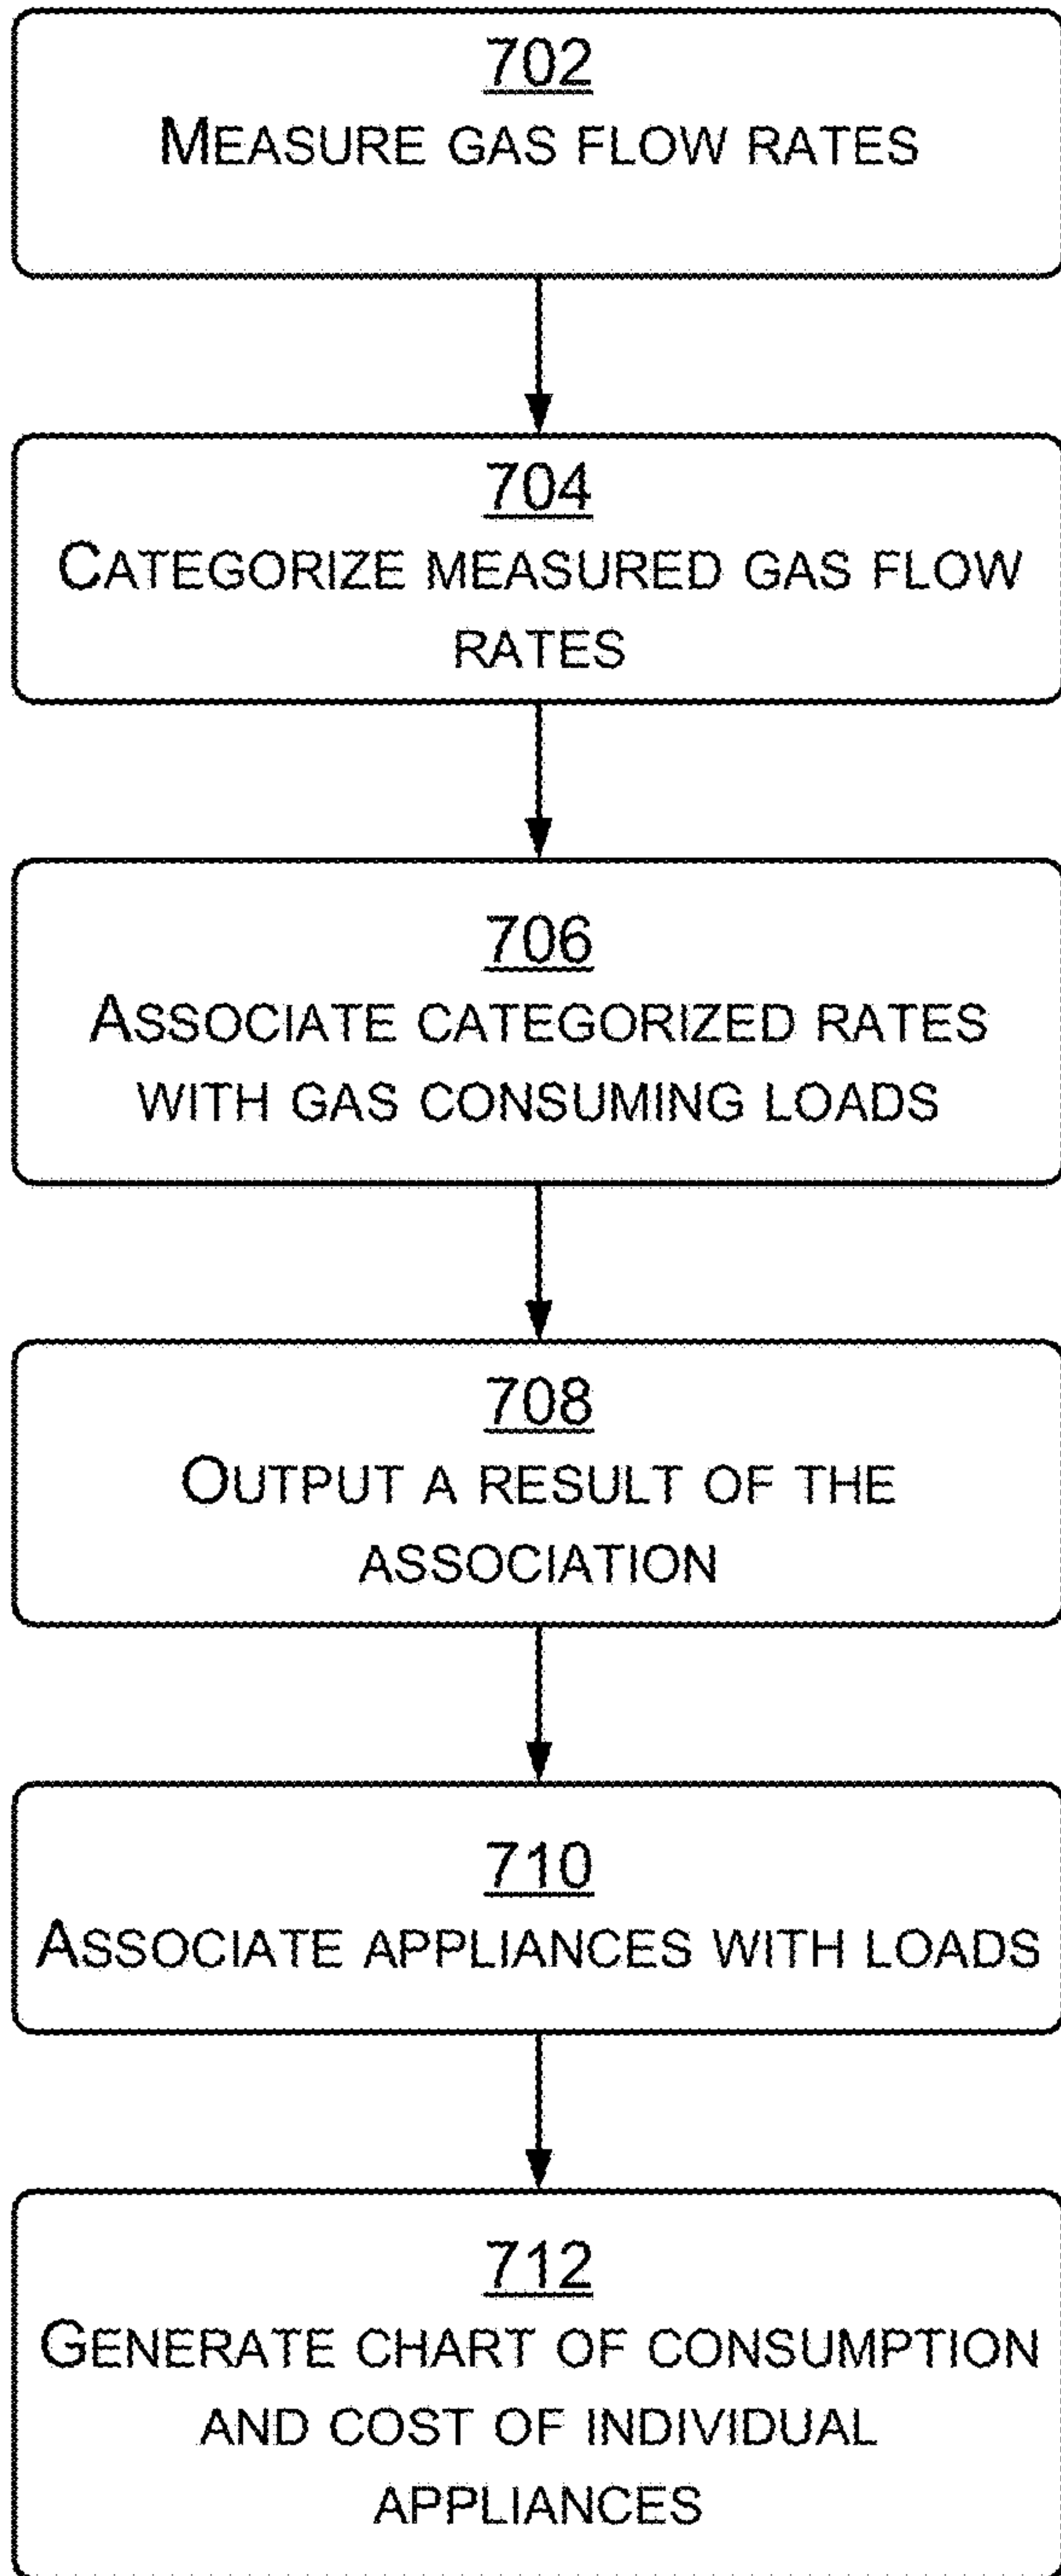 702
MEASURE GAS FLOW RATES
704
CATEGORIZE MEASURED GAS FLOW
RATES
706
ASSOCIATE CATEGORIZED RATES
WITH GAS CONSUMING LOADS
708
OUTPUT A RESULT OF THE
ASSOCIATION
710
ASSOCIATE APPLIANCES WITH LOADS
712
GENERATE CHART OF CONSUMPTION
AND COST OF INDIVIDUAL
APPLIANCES